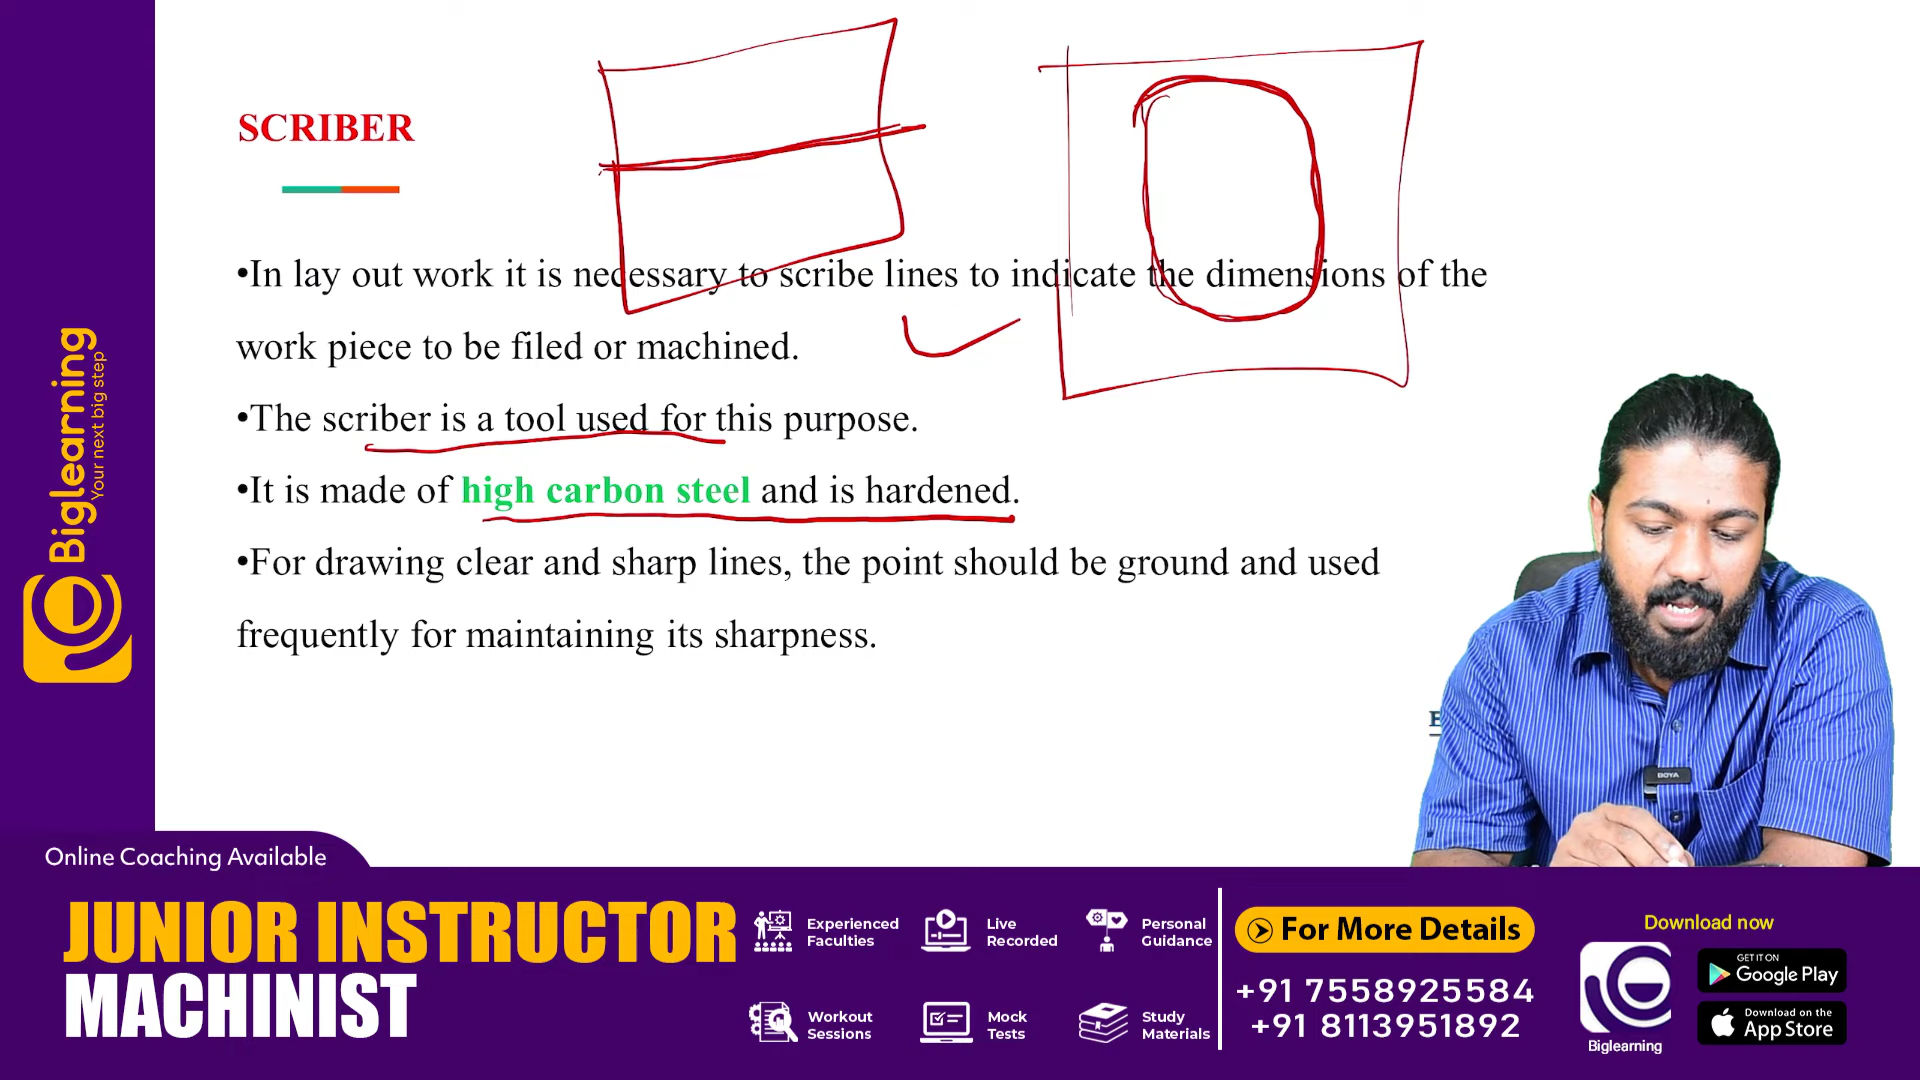 SCRIBER
•In lay out work it is necessary to scribe lines to indicate the dimensions of the
work piece to be filed or machined.
•The scriber is a tool used for this purpose.
•It is made of high carbon steel and is hardened.
•For drawing clear and sharp lines, the point should be ground and used
frequently for maintaining its sharpness.
Biglearning
Your next big step
BOYA
Online Coaching Available
JUNIOR INSTRUCTOR
MACHINIST
Experienced
Faculties
Live
Recorded
Personal
Guidance
Workout
Sessions
Mock
Tests
Study
Materials
For More Details
+91 7558925584
+91 8113951892
Download now
Biglearning
GET IT ON
Google Play
Download on the
App Store